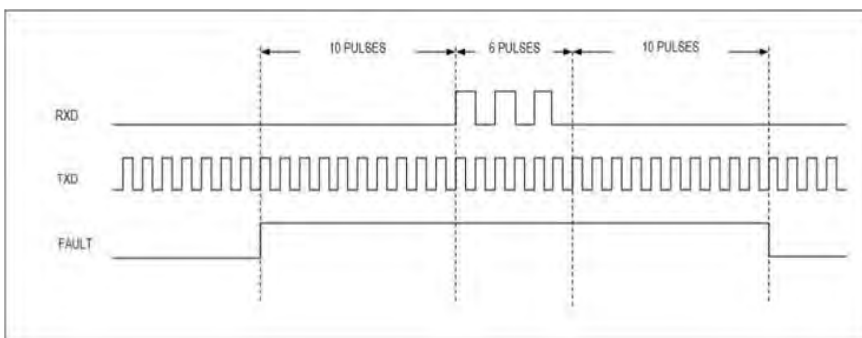 10 PULSES 6 PULSES 10 PULSES
RXD
TXD
FAULT